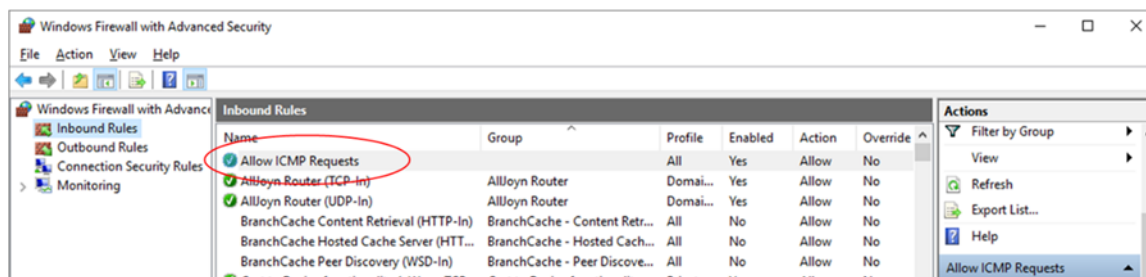 Windows Firewall with Advanced Security
File Action View Help
Windows Firewall with Advance
Inbound Rules
Outbound Rules
Connection Security Rules
Monitoring
Inbound Rules
Name Group Profile Enabled Action Override
Allow ICMP Requests All Yes Allow No
AllJoyn Router (TCP-In) AllJoyn Router Domai... Yes Allow No
AllJoyn Router (UDP-In) AllJoyn Router Domai... Yes Allow No
BranchCache Content Retrieval (HTTP-In) BranchCache - Content Retr... All No Allow No
BranchCache Hosted Cache Server (HTT... BranchCache - Hosted Cach... All No Allow No
BranchCache Peer Discovery (WSD-In) BranchCache - Peer Discove... All No Allow No
Actions
Filter by Group
View
Refresh
Export List...
Help
Allow ICMP Requests